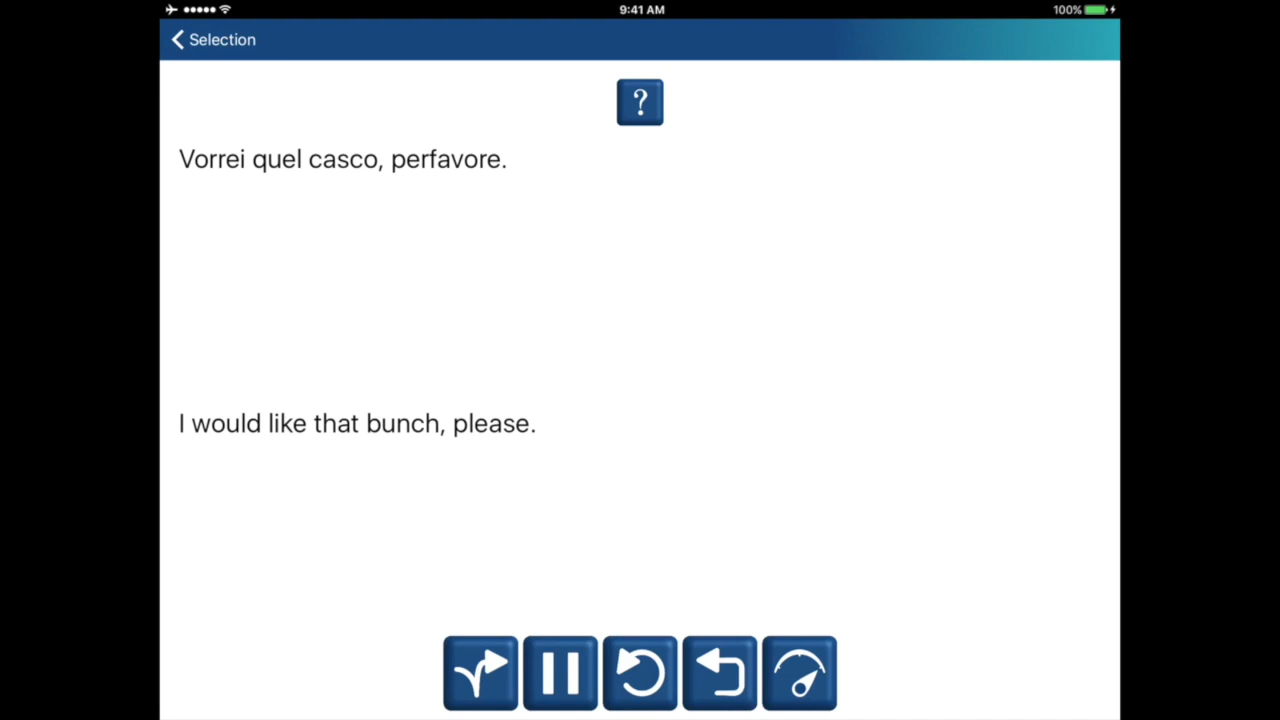 9:41 AM
100%
Selection
?
Vorrei quel casco, perfavore.
I would like that bunch, please.